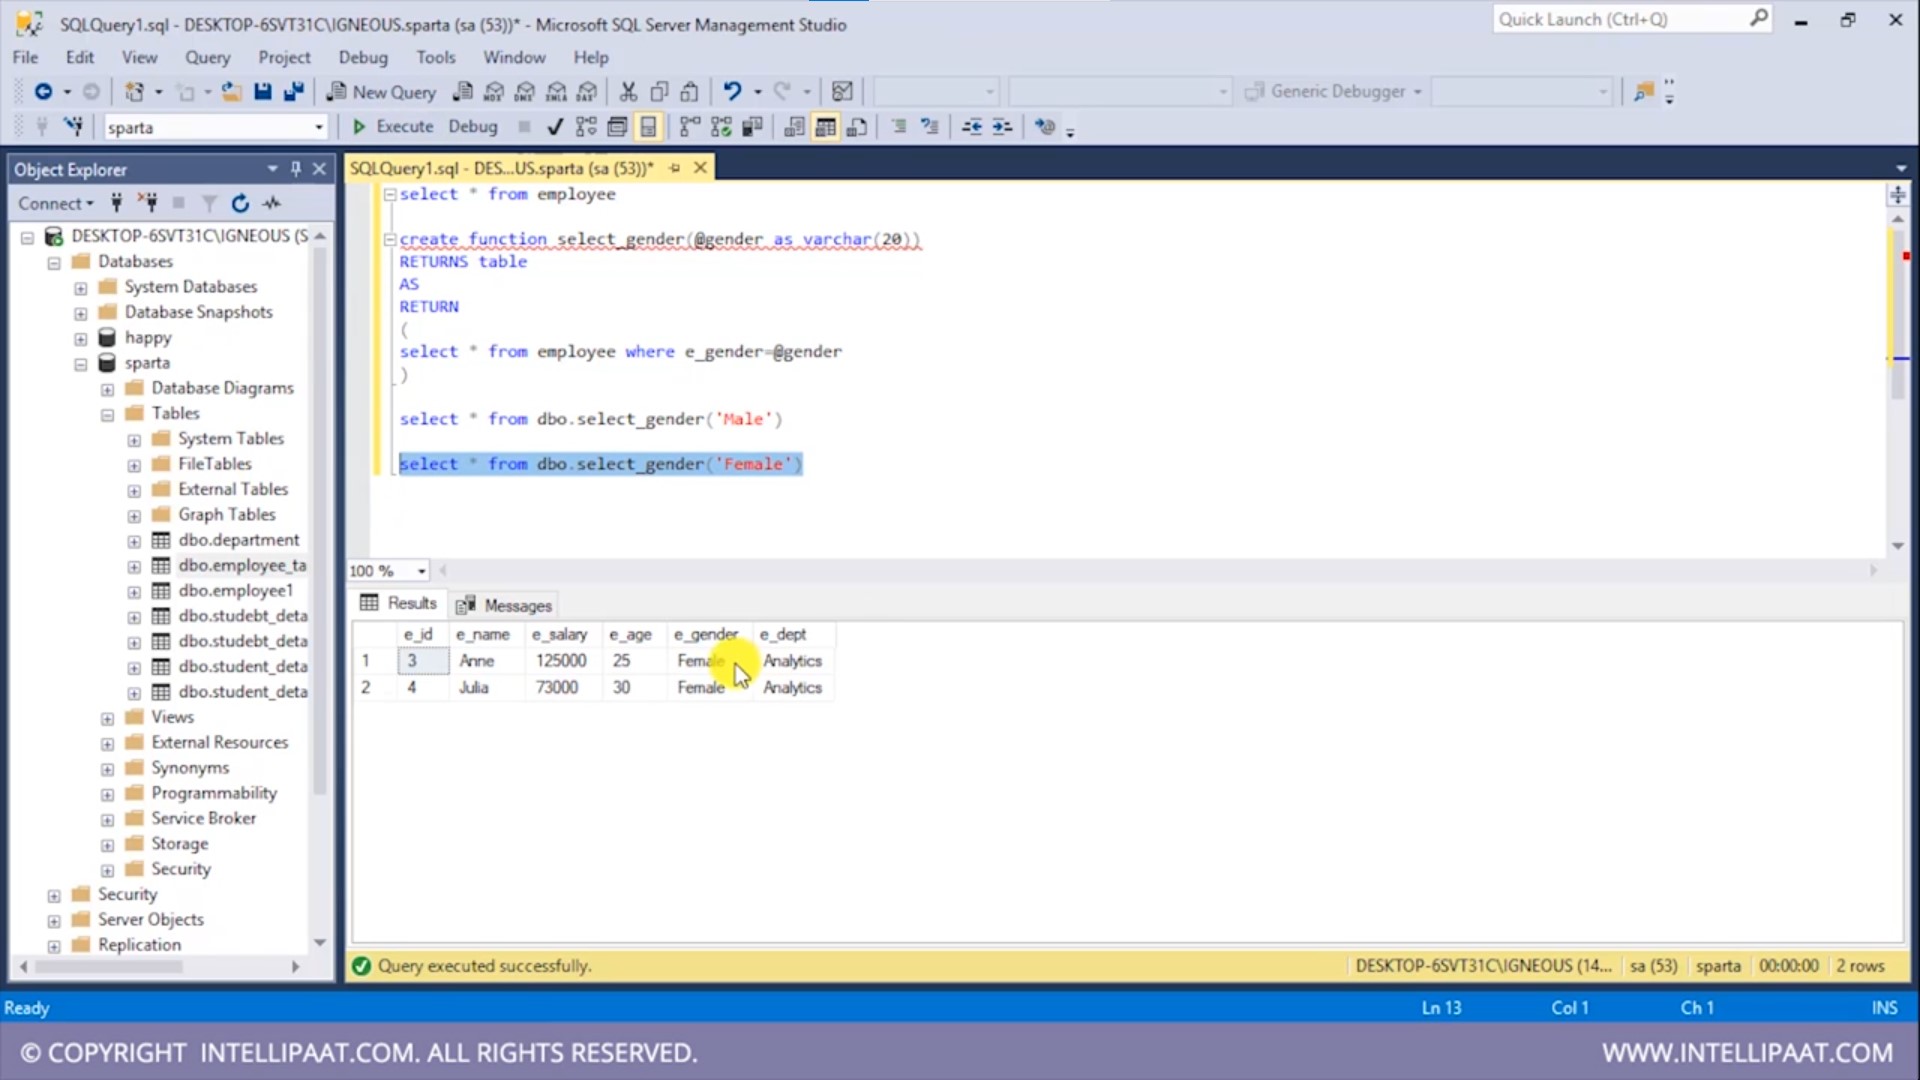 SQLQuery1.sql - DESKTOP-6SVT31C\IGNEOUS.sparta (sa (53))* - Microsoft SQL Server Management Studio
Quick Launch (Ctrl+Q)
File Edit View Query Project Debug Tools Window Help
New Query
Generic Debugger
sparta
Execute Debug
Object Explorer
Connect
DESKTOP-6SVT31C\IGNEOUS (S
Databases
System Databases
Database Snapshots
happy
sparta
Database Diagrams
Tables
System Tables
FileTables
External Tables
Graph Tables
dbo.department
dbo.employee_ta
dbo.employee1
dbo.studebt_deta
dbo.studebt_deta
dbo.student_deta
dbo.student_deta
Views
External Resources
Synonyms
Programmability
Service Broker
Storage
Security
Security
Server Objects
Replication
SQLQuery1.sql - DES...US.sparta (sa (53))*
select * from employee
create function select_gender(@gender as varchar(20))
RETURNS table
AS
RETURN
(
select * from employee where e_gender=@gender
)
select * from dbo.select_gender('Male')
select * from dbo.select_gender('Female')
100 %
Results Messages
e_id e_name e_salary e_age e_gender e_dept
1 3 Anne 125000 25 Female Analytics
2 4 Julia 73000 30 Female Analytics
Query executed successfully.
DESKTOP-6SVT31C\IGNEOUS (14... sa (53) sparta 00:00:00 2 rows
Ready
Ln 13 Col 1 Ch 1 INS
© COPYRIGHT INTELLIPAAT.COM. ALL RIGHTS RESERVED.
WWW.INTELLIPAAT.COM